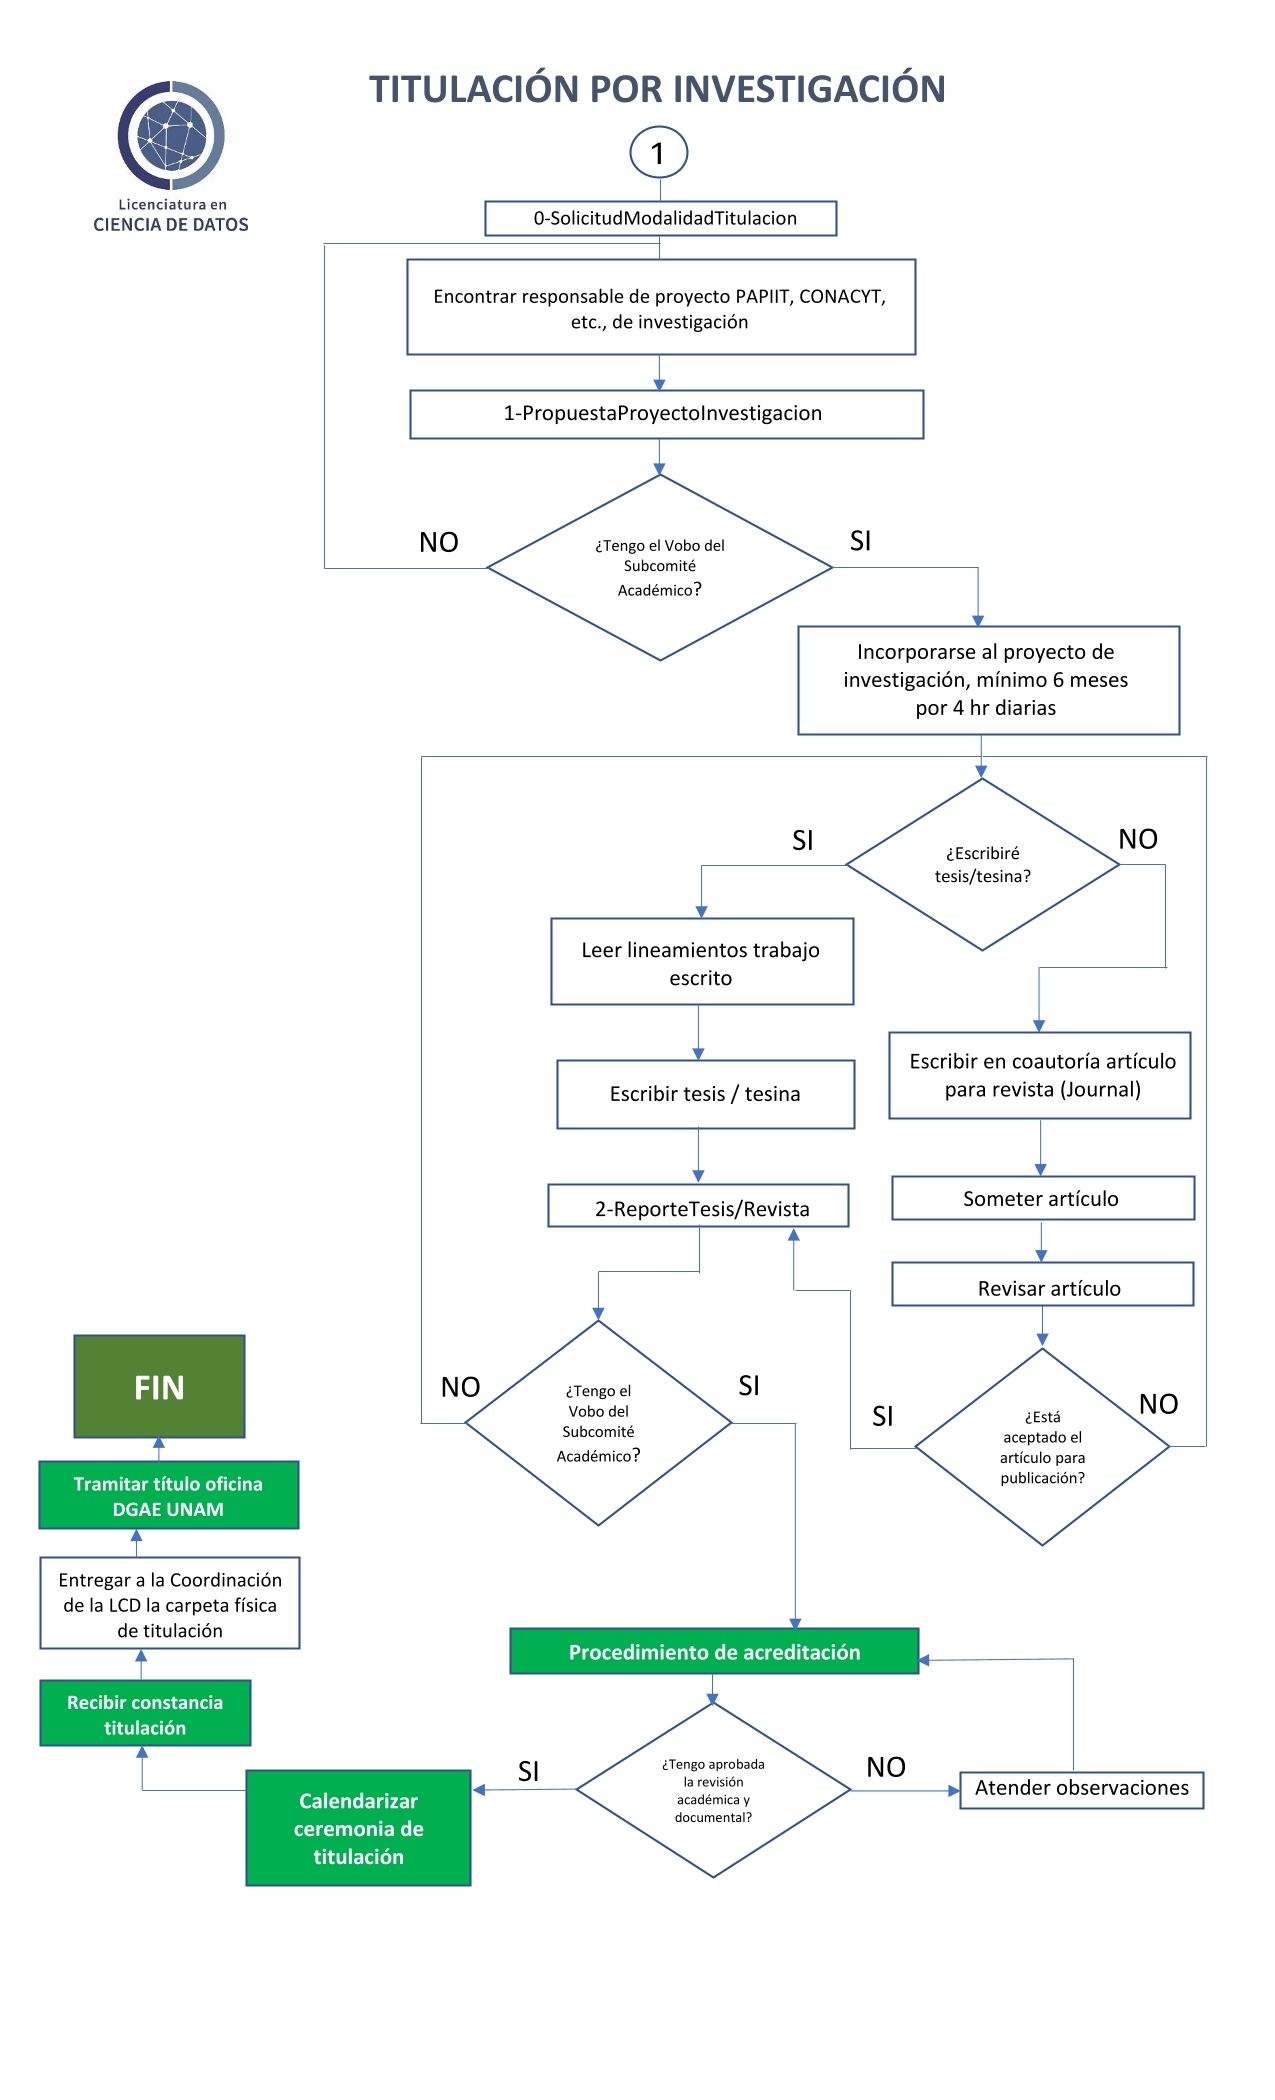 TITULACIÓN POR INVESTIGACIÓN
Licenciatura en
CIENCIA DE DATOS
1
0-SolicitudModalidadTitulacion
Encontrar responsable de proyecto PAPIIT, CONACYT,
etc., de investigación
1-PropuestaProyectoInvestigacion
NO
SI
¿Tengo el Vobo del
Subcomité
Académico?
Incorporarse al proyecto de
investigación, mínimo 6 meses
por 4 hr diarias
SI
NO
¿Escribiré
tesis/tesina?
Leer lineamientos trabajo
escrito
Escribir en coautoría artículo
para revista (Journal)
Escribir tesis / tesina
Someter artículo
2-ReporteTesis/Revista
Revisar artículo
FIN
NO
SI
¿Tengo el
Vobo del
Subcomité
Académico?
SI
NO
¿Está
aceptado el
artículo para
publicación?
Tramitar título oficina
DGAE UNAM
Entregar a la Coordinación
de la LCD la carpeta física
de titulación
Procedimiento de acreditación
Recibir constancia
titulación
SI
NO
¿Tengo aprobada
la revisión
académica y
documental?
Atender observaciones
Calendarizar
ceremonia de
titulación